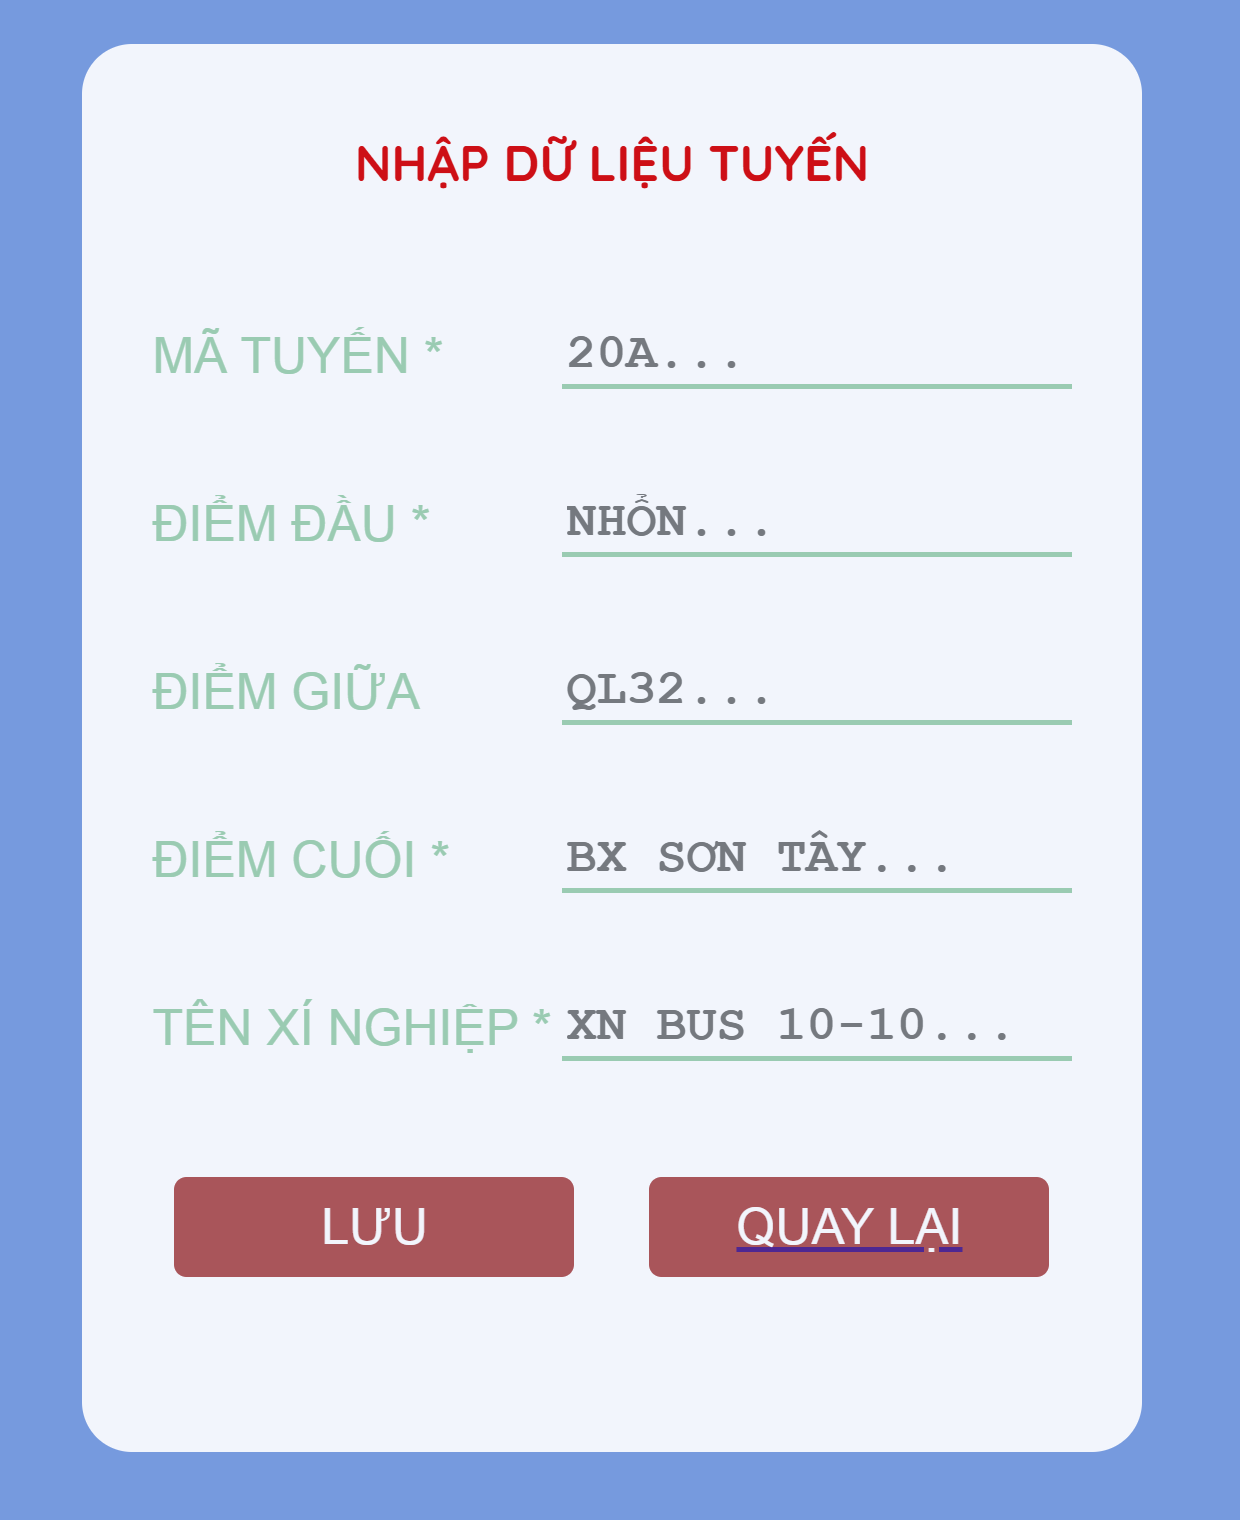 NHẬP DỮ LIỆU TUYẾN
MÃ TUYẾN * 20A...
ĐIỂM ĐẦU * NHỔN...
ĐIỂM GIỮA QL32...
ĐIỂM CUỐI * BX SƠN TÂY...
TÊN XÍ NGHIỆP * XN BUS 10-10...
LƯU QUAY LẠI